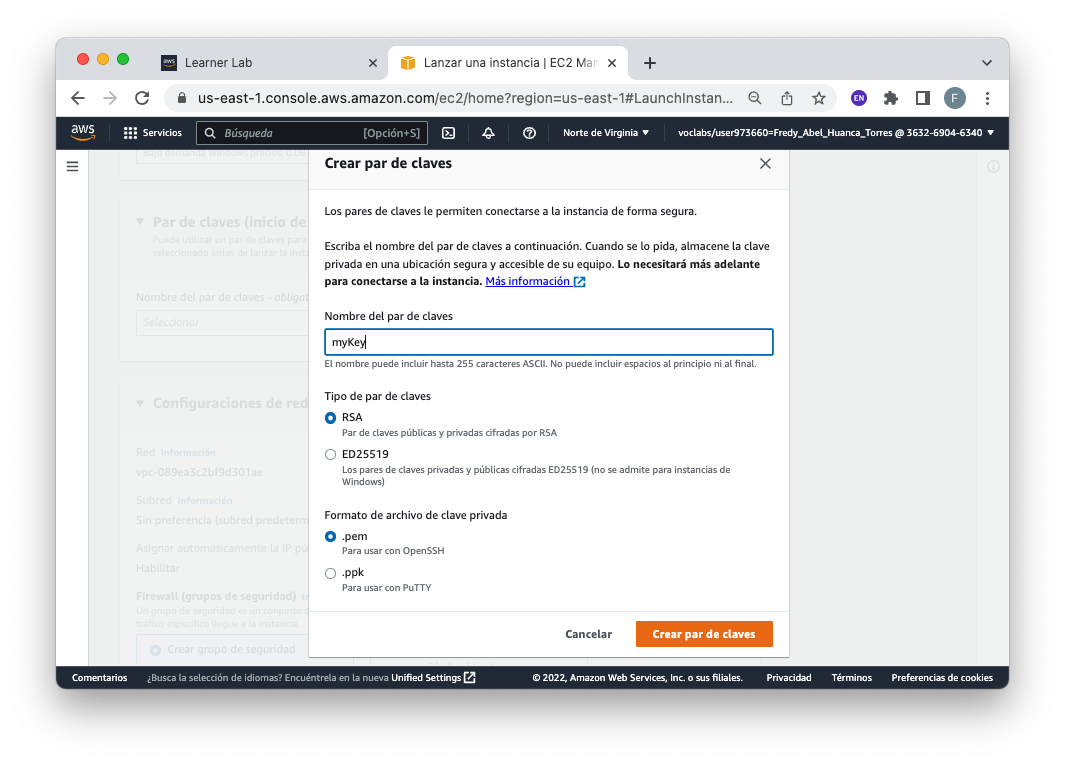 Learner Lab
Lanzar una instancia | EC2 Man
us-east-1.console.aws.amazon.com/ec2/home?region=us-east-1#LaunchInstan...
EN
F
aws
Servicios
Búsqueda
[Opción+S]
Norte de Virginia
voclabs/user973660=Fredy_Abel_Huanca_Torres @ 3632-6904-6340
Bajo demanda Windows precios: 0.06
Crear par de claves
Los pares de claves le permiten conectarse a la instancia de forma segura.
Escriba el nombre del par de claves a continuación. Cuando se lo pida, almacene la clave
privada en una ubicación segura y accesible de su equipo. Lo necesitará más adelante
para conectarse a la instancia. Más información
Nombre del par de claves
myKey
El nombre puede incluir hasta 255 caracteres ASCII. No puede incluir espacios al principio ni al final.
Tipo de par de claves
RSA
Par de claves públicas y privadas cifradas por RSA
ED25519
Los pares de claves privadas y públicas cifradas ED25519 (no se admite para instancias de
Windows)
Formato de archivo de clave privada
.pem
Para usar con OpenSSH
.ppk
Para usar con PuTTY
Cancelar
Crear par de claves
Par de claves (inicio de
Puede utilizar un par de claves para
seleccionado antes de lanzar la insta
Nombre del par de claves - obligat
Seleccionar
Configuraciones de red
Red Información
vpc-089ea3c2bf9d301ae
Subred Información
Sin preferencia (subred predeterm
Asignar automáticamente la IP pú
Habilitar
Firewall (grupos de seguridad)
Un grupo de seguridad es un conjunto d
tráfico específico llegue a la instancia.
Crear grupo de seguridad
Comentarios
¿Busca la selección de idiomas? Encuéntrela en la nueva Unified Settings
© 2022, Amazon Web Services, Inc. o sus filiales.
Privacidad
Términos
Preferencias de cookies